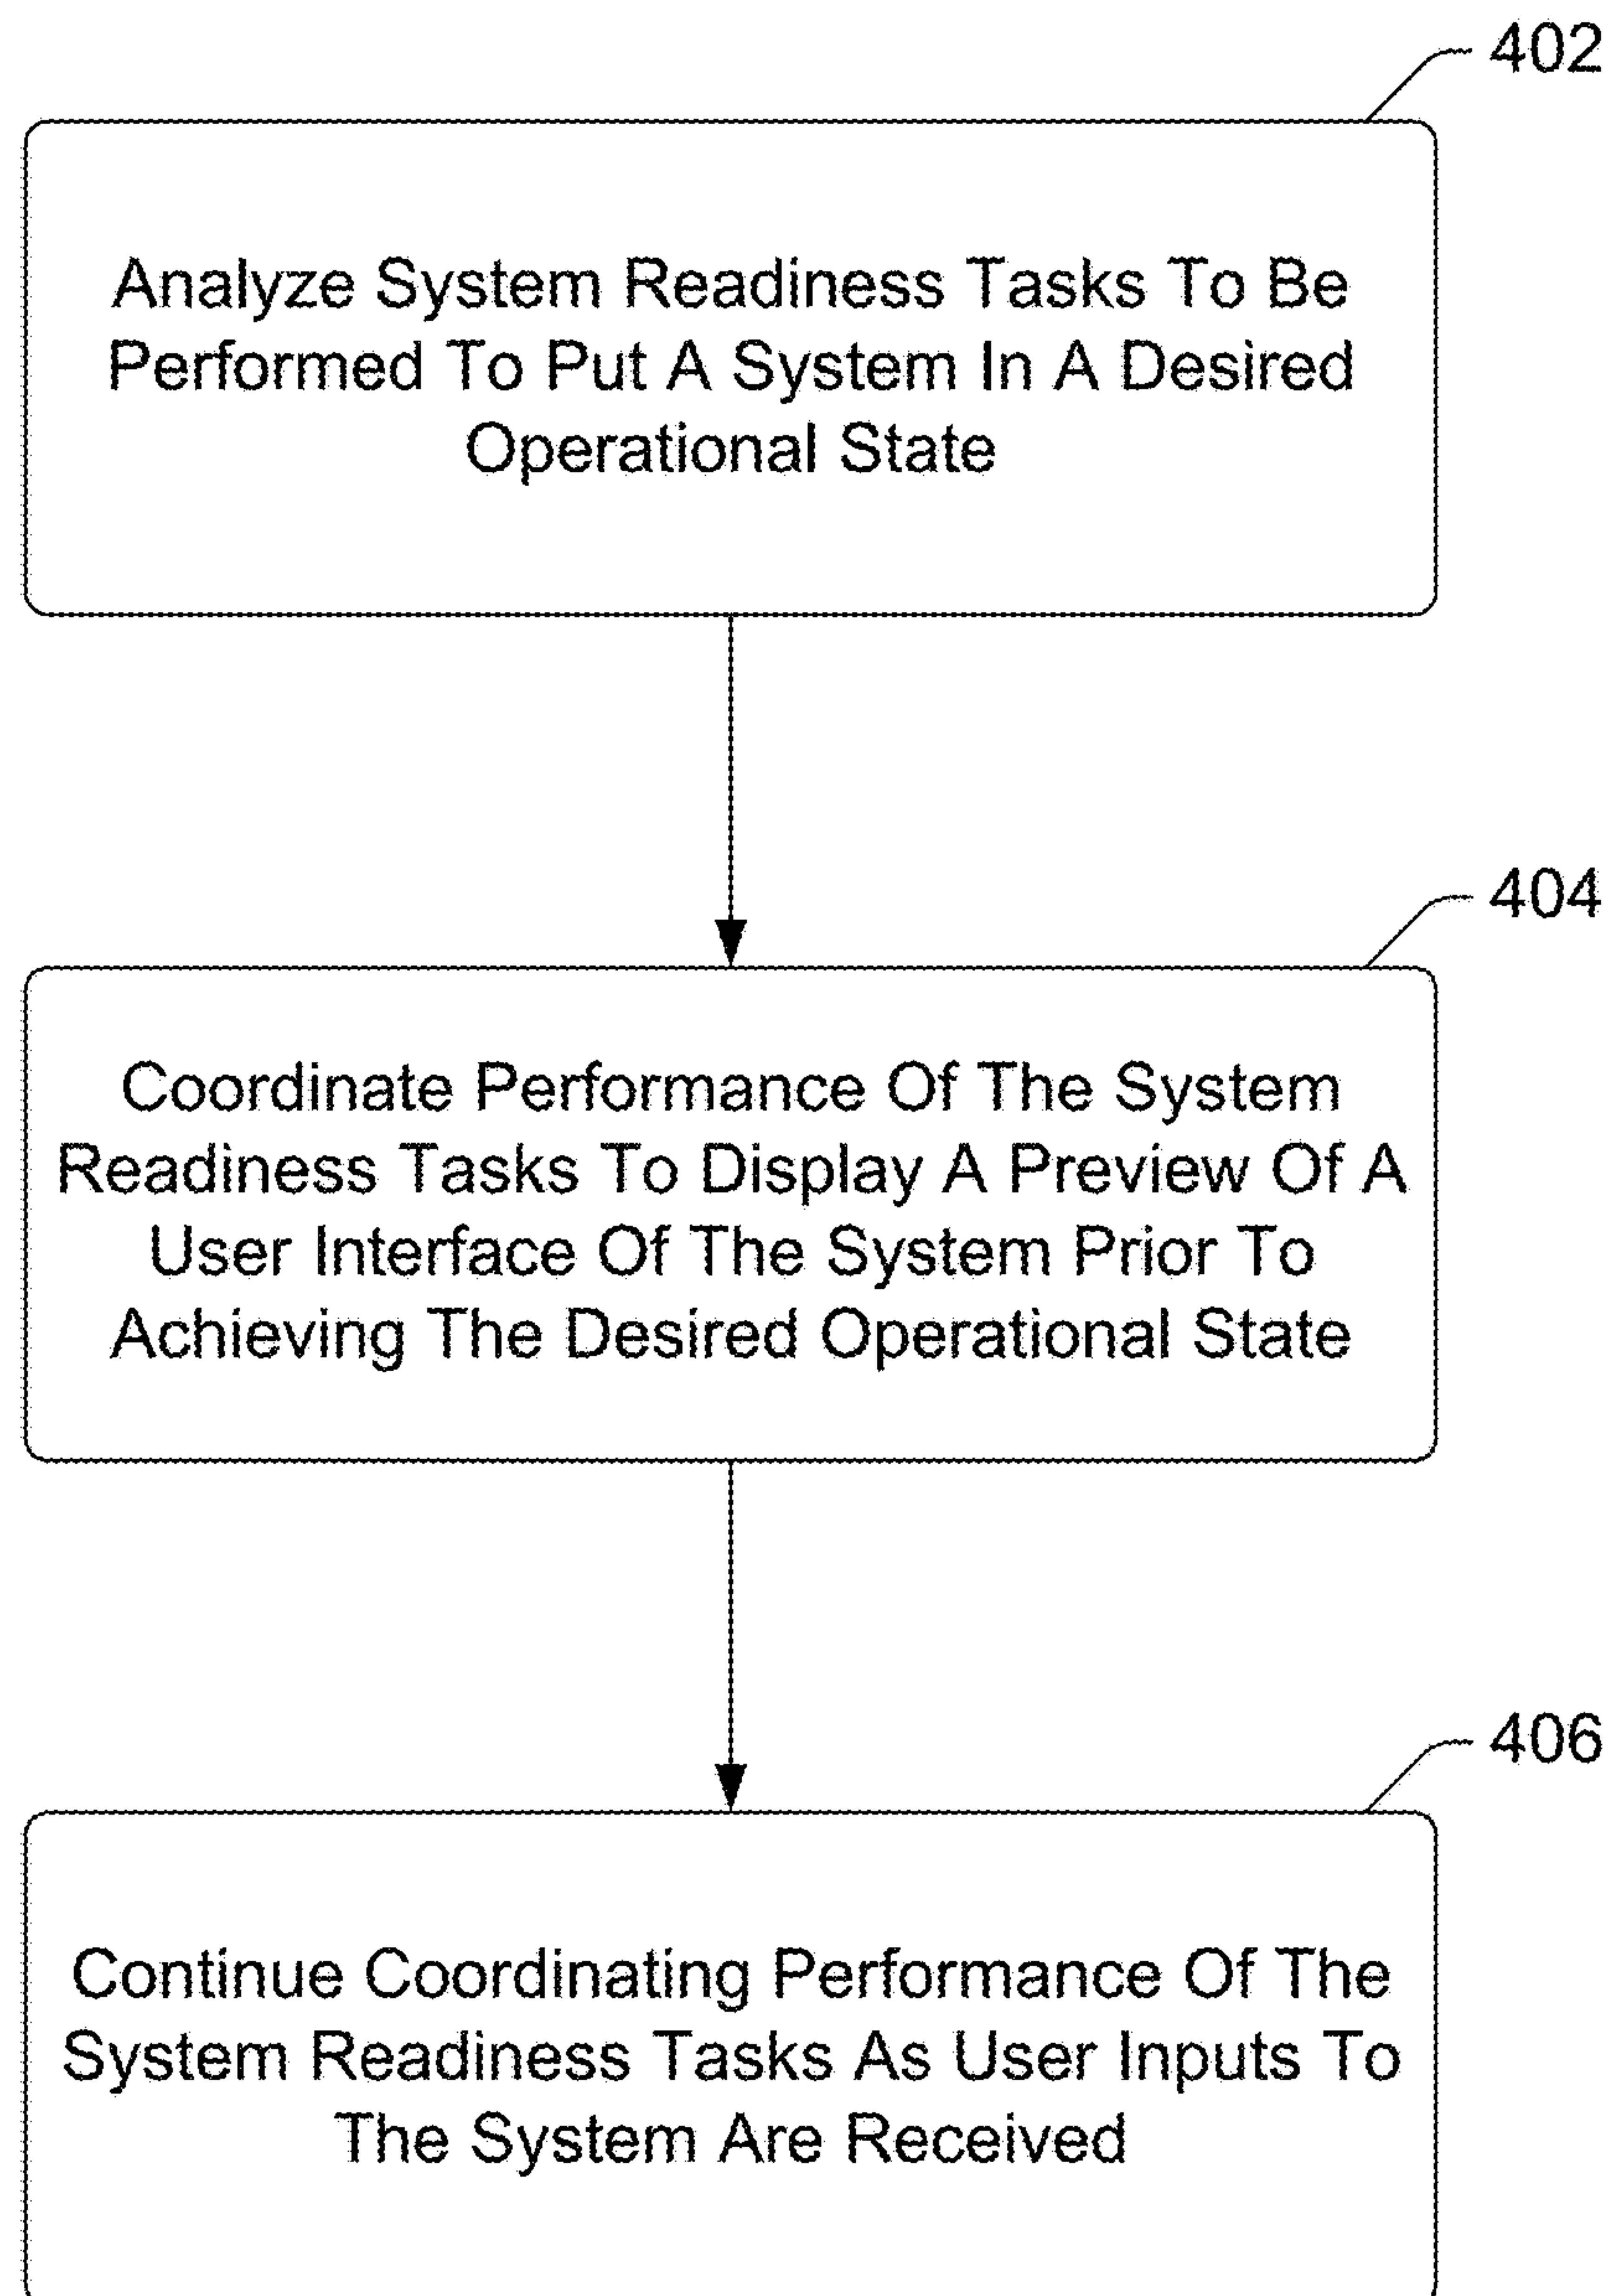 402
Analyze System Readiness Tasks To Be
Performed To Put A System In A Desired
Operational State
404
Coordinate Performance Of The System
Readiness Tasks To Display A Preview Of A
User Interface Of The System Prior To
Achieving The Desired Operational State
406
Continue Coordinating Performance Of The
System Readiness Tasks As User Inputs To
The System Are Received